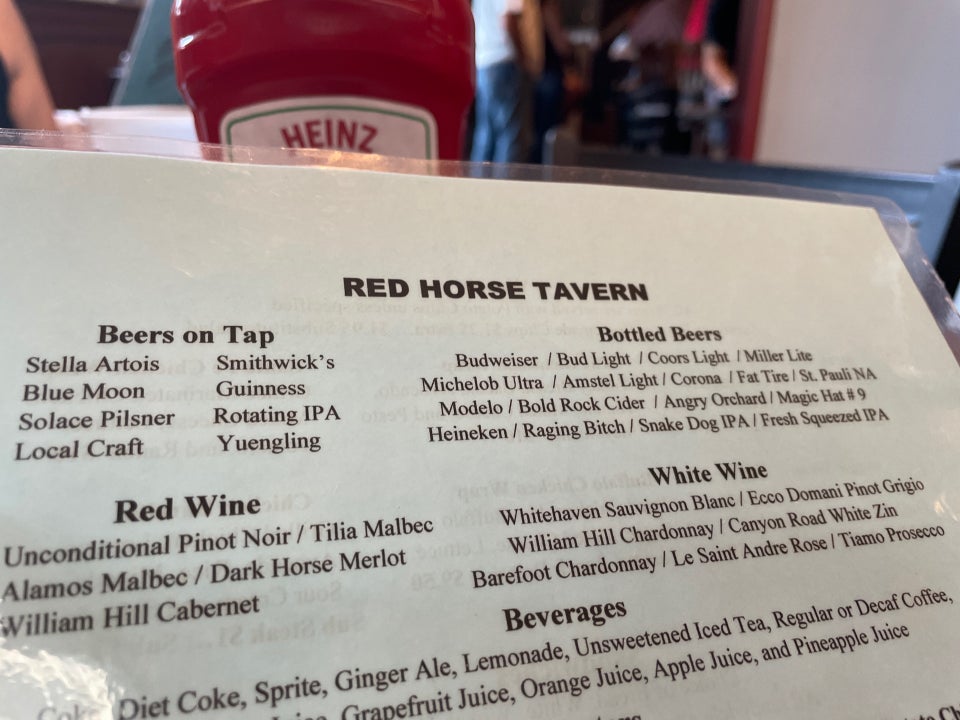 HEINZ
RED HORSE TAVERN
Beers on Tap
Stella Artois Smithwick's
Blue Moon Guinness
Solace Pilsner Rotating IPA
Local Craft Yuengling
Bottled Beers
Budweiser / Bud Light / Coors Light / Miller Lite
Michelob Ultra / Amstel Light / Corona / Fat Tire / St. Pauli NA
Modelo / Bold Rock Cider / Angry Orchard / Magic Hat # 9
Heineken / Raging Bitch / Snake Dog IPA / Fresh Squeezed IPA
Red Wine
Unconditional Pinot Noir / Tilia Malbec
Alamos Malbec / Dark Horse Merlot
William Hill Cabernet
White Wine
Whitehaven Sauvignon Blanc / Ecco Domani Pinot Grigio
William Hill Chardonnay / Canyon Road White Zin
Barefoot Chardonnay / Le Saint Andre Rose / Tiamo Prosecco
Beverages
Coke, Diet Coke, Sprite, Ginger Ale, Lemonade, Unsweetened Iced Tea, Regular or Decaf Coffee,
Juice, Grapefruit Juice, Orange Juice, Apple Juice, and Pineapple Juice